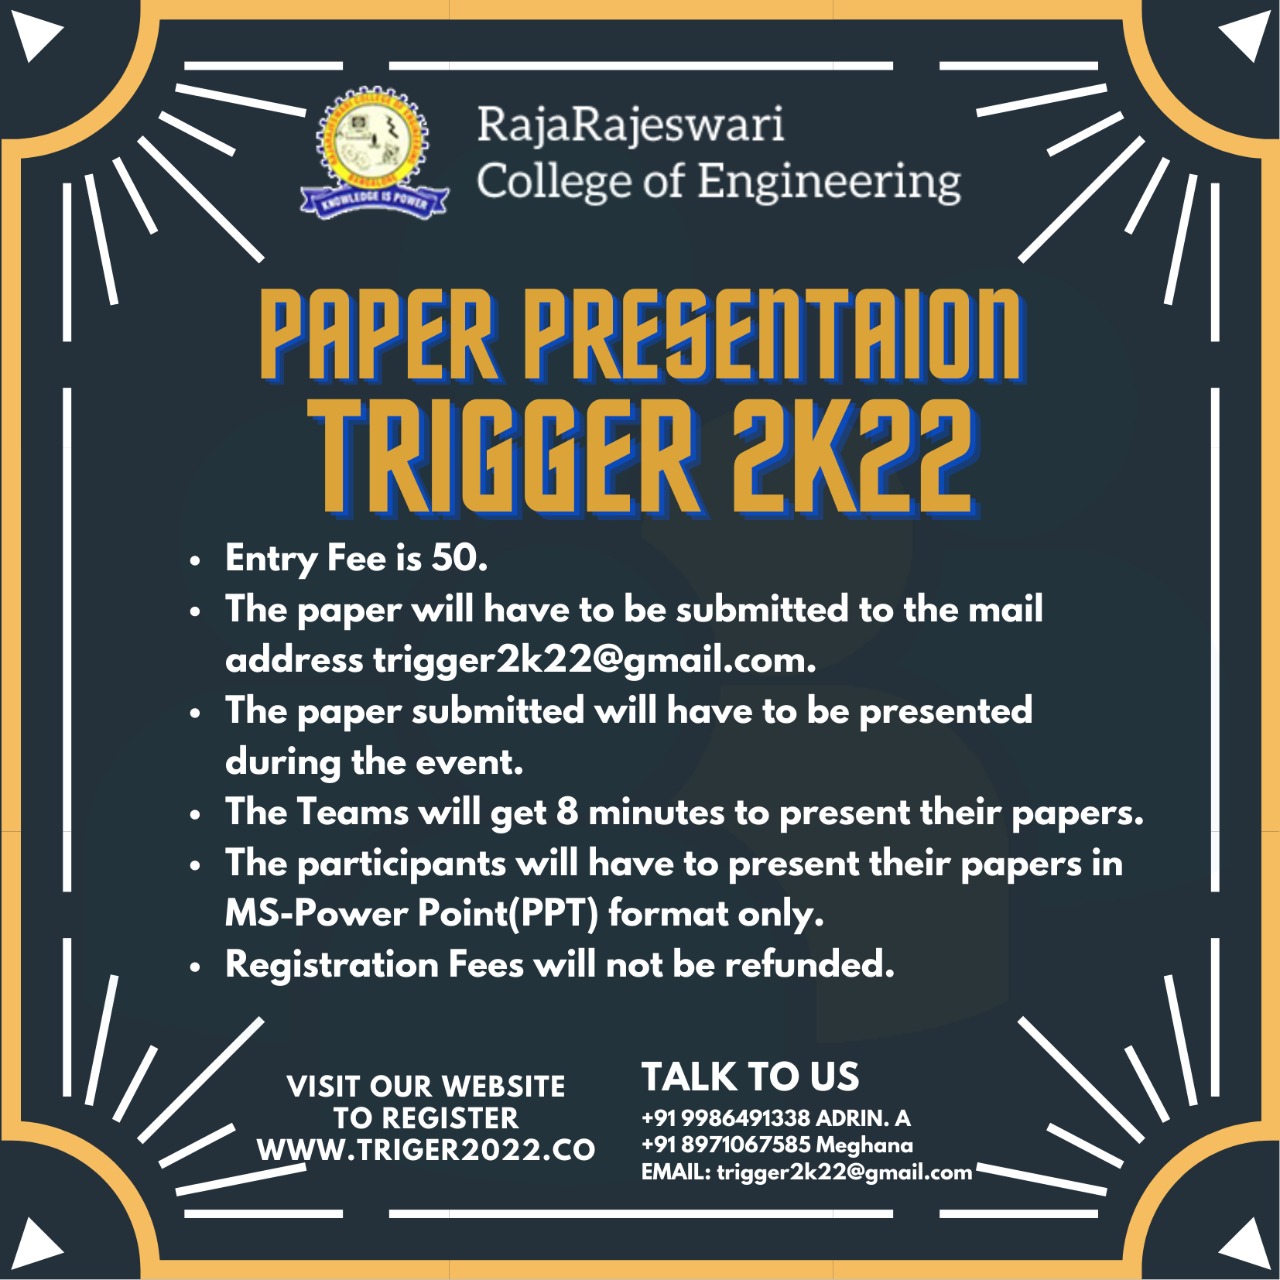 RajaRajeswari
College of Engineering
KNOWLEDGE IS POWER
PAPER PRESENTAION
TRIGGER 2K22
• Entry Fee is 50.
• The paper will have to be submitted to the mail
address trigger2k22@gmail.com.
• The paper submitted will have to be presented
during the event.
• The Teams will get 8 minutes to present their papers.
• The participants will have to present their papers in
MS-Power Point(PPT) format only.
• Registration Fees will not be refunded.
VISIT OUR WEBSITE
TO REGISTER
WWW.TRIGER2022.CO
TALK TO US
+91 9986491338 ADRIN. A
+91 8971067585 Meghana
EMAIL: trigger2k22@gmail.com